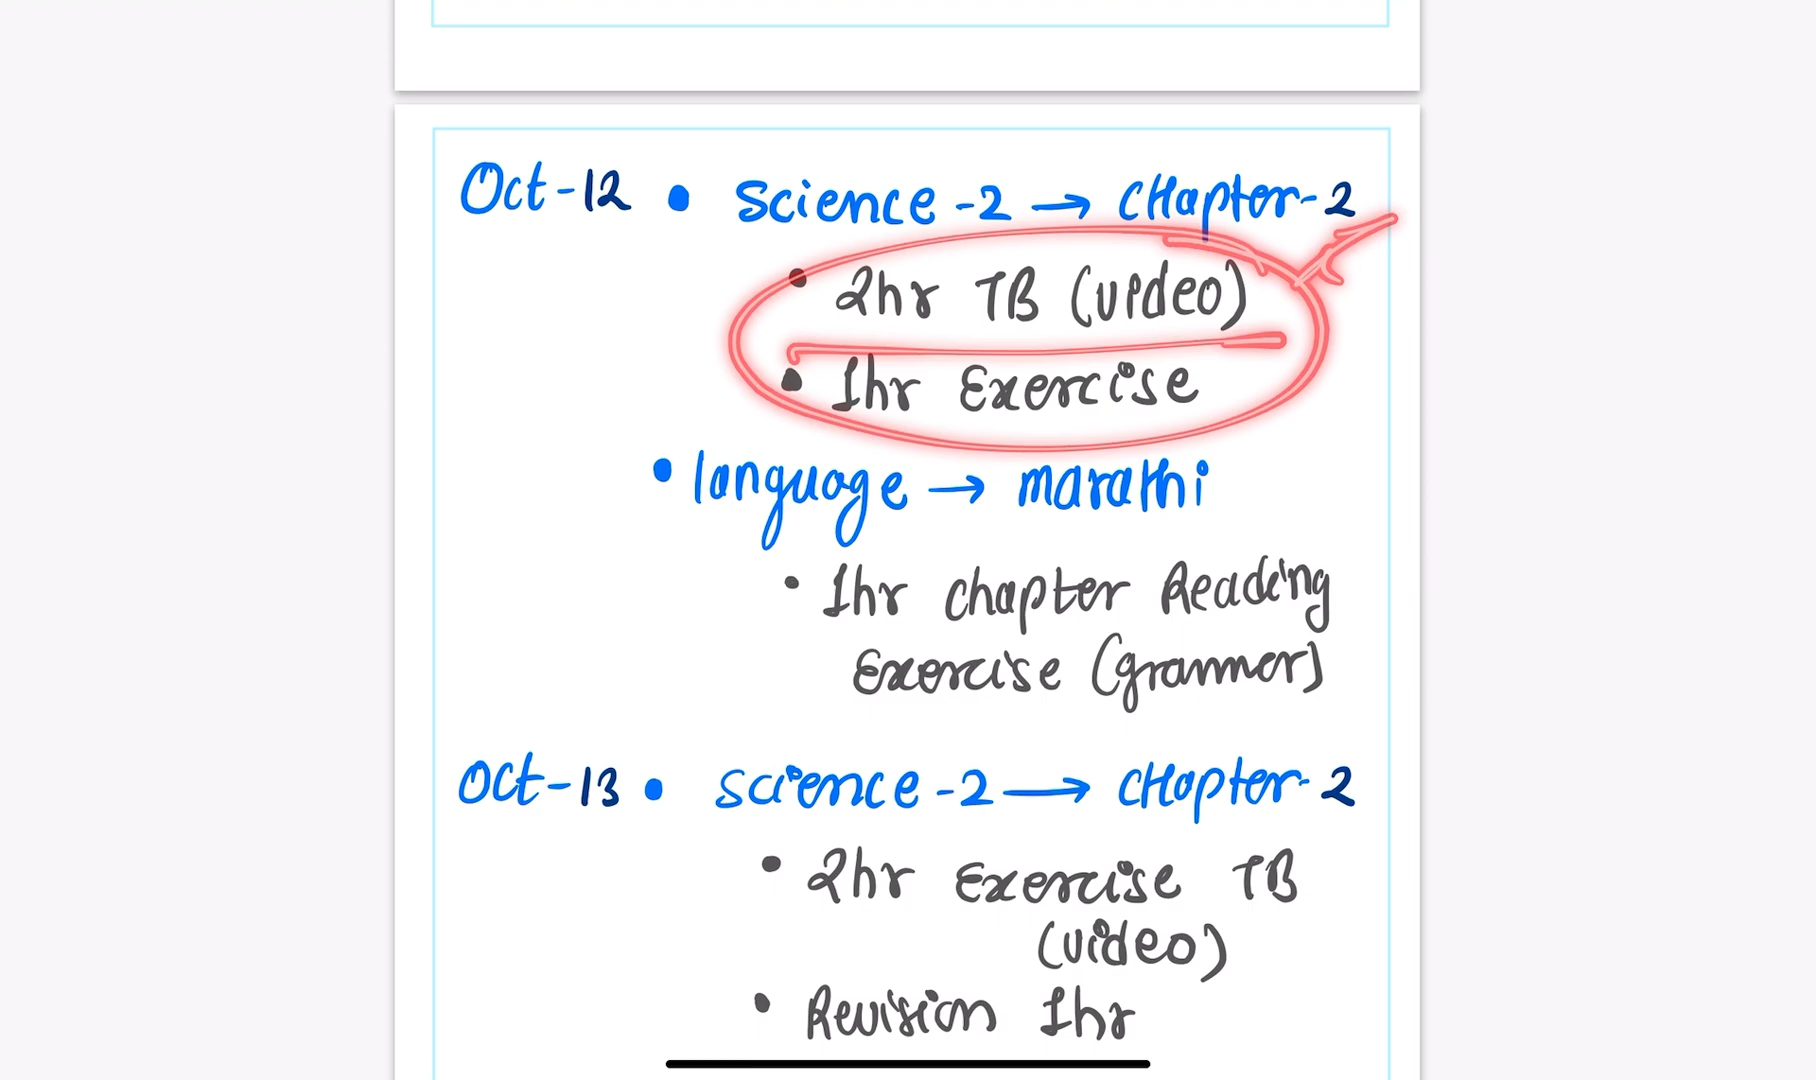 Oct-12 • Science-2 → Chapter-2
• 2hr TB (video)
• 1hr Exercise
• language → marathi
• 1hr chapter Reading
Exercise (grammer)
Oct-13 • Science-2 → Chapter-2
• 2hr Exercise TB
(video)
• Revision 1hr